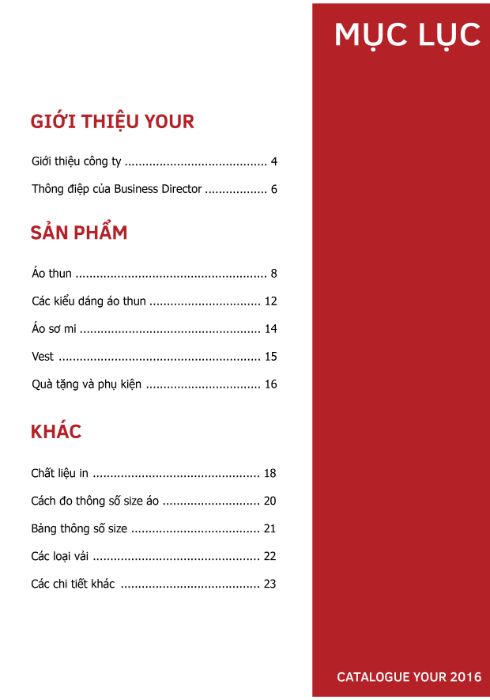 MỤC LỤC
GIỚI THIỆU YOUR
Giới thiệu công ty .......................................... 4
Thông điệp của Business Director .................. 6
SẢN PHẨM
Áo thun ......................................................... 8
Các kiểu dáng áo thun ................................. 12
Áo sơ mi ...................................................... 14
Vest ............................................................ 15
Quà tặng và phụ kiện .................................. 16
KHÁC
Chất liệu in .................................................. 18
Cách đo thông số size áo ............................. 20
Bảng thông số size ....................................... 21
Các loại vải .................................................. 22
Các chi tiết khác .......................................... 23
CATALOGUE YOUR 2016